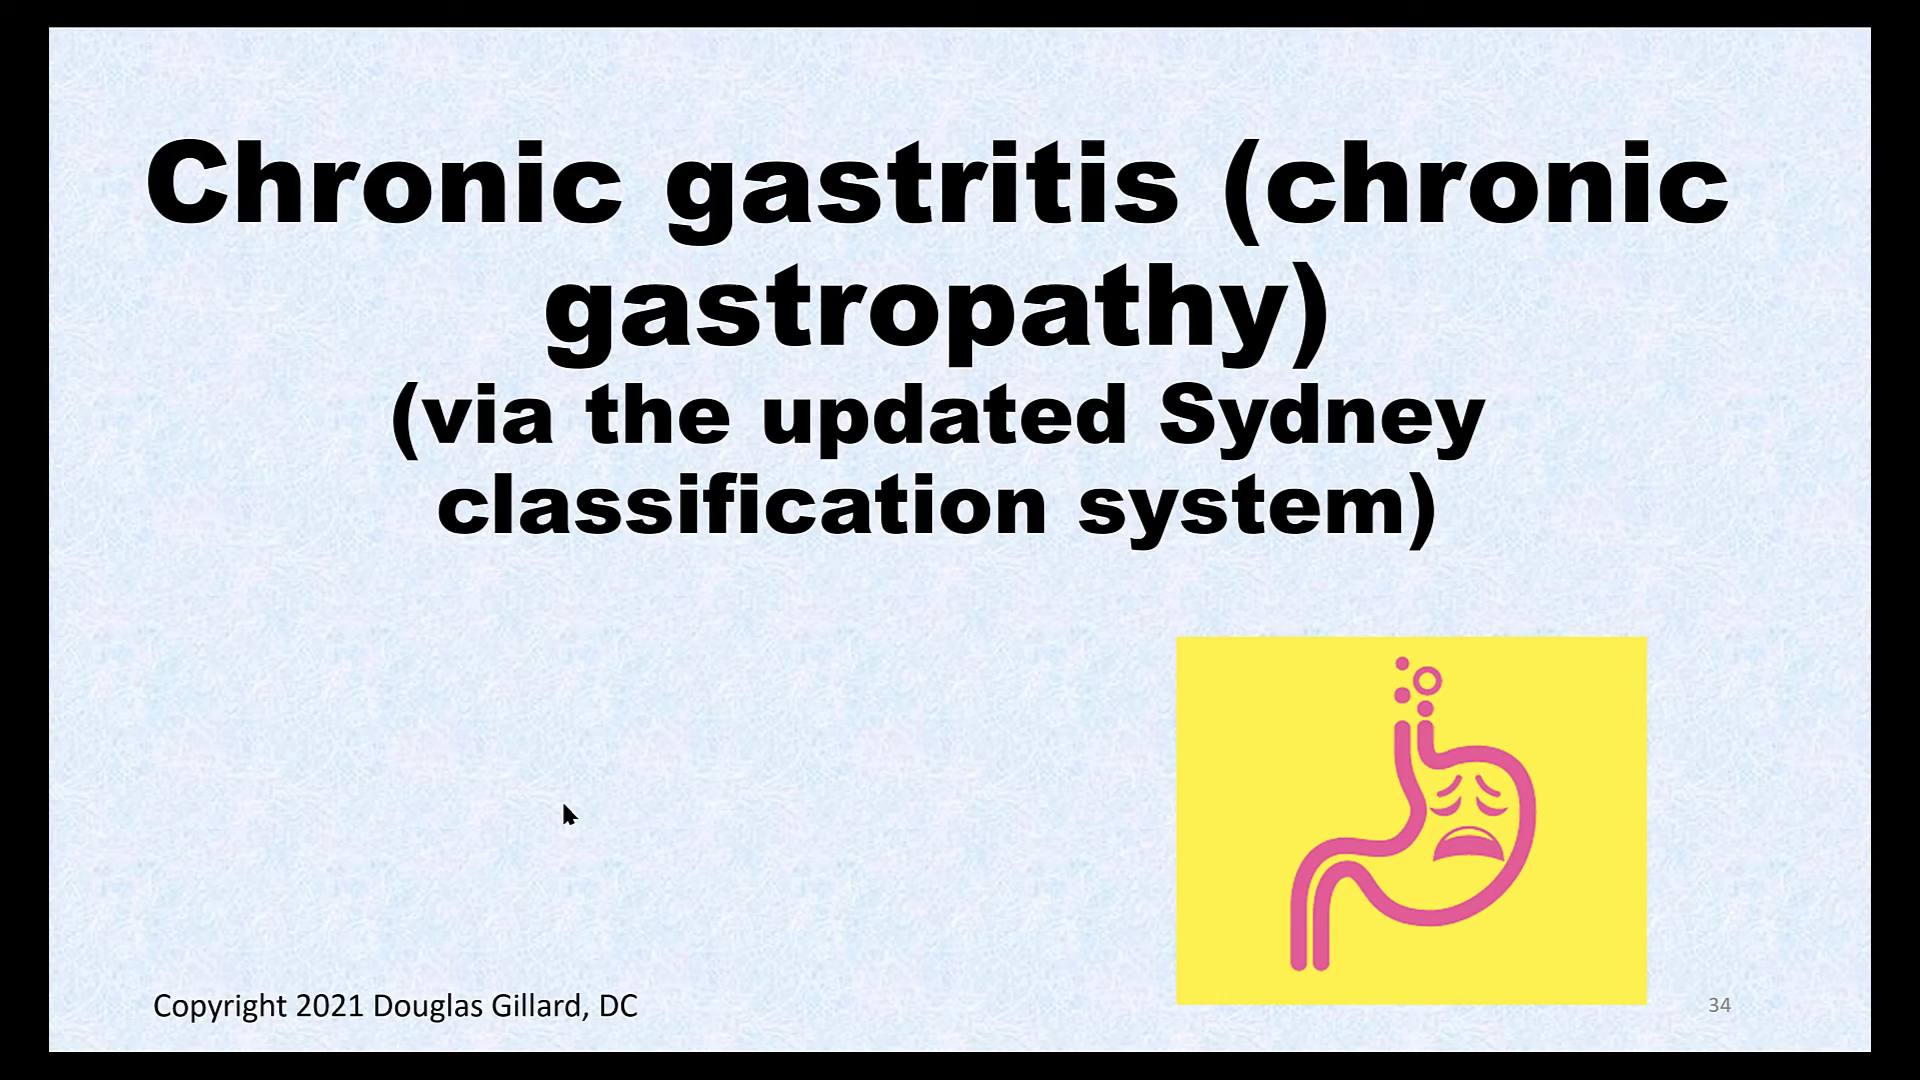 Chronic gastritis (chronic
gastropathy)
(via the updated Sydney
classification system)
Copyright 2021 Douglas Gillard, DC
34